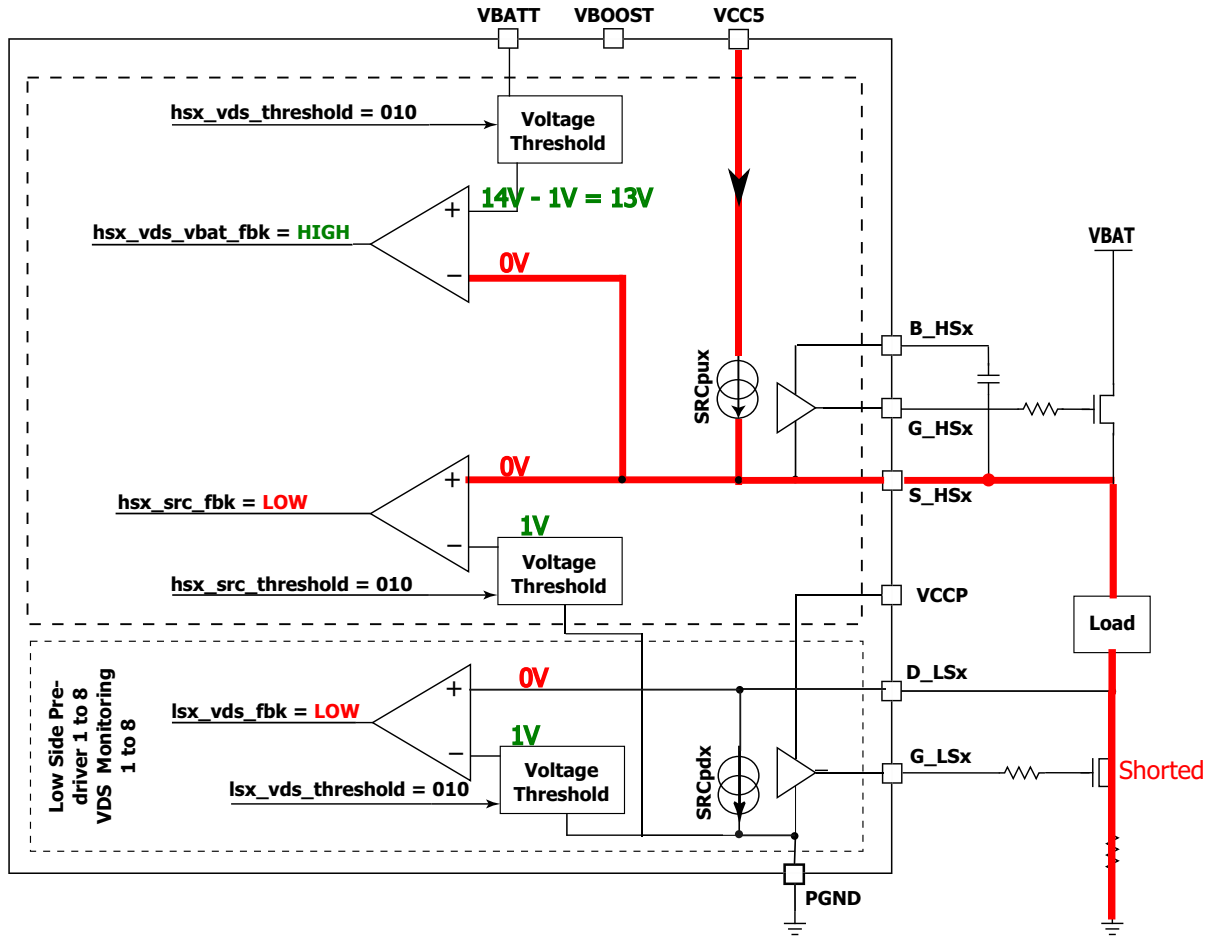 VBATT VBOOST VCC5
hsx_vds_threshold = 010
Voltage
Threshold
14V - 1V = 13V
hsx_vds_vbat_fbk = HIGH
0V
VBAT
B_HSx
SRCpux
G_HSx
0V
S_HSx
hsx_src_fbk = LOW
1V
Voltage
Threshold
hsx_src_threshold = 010
VCCP
Load
Low Side Pre-
driver 1 to 8
VDS Monitoring
1 to 8
0V
D_LSx
lsx_vds_fbk = LOW
1V
Voltage
Threshold
lsx_vds_threshold = 010
SRCpdx
G_LSx
Shorted
PGND